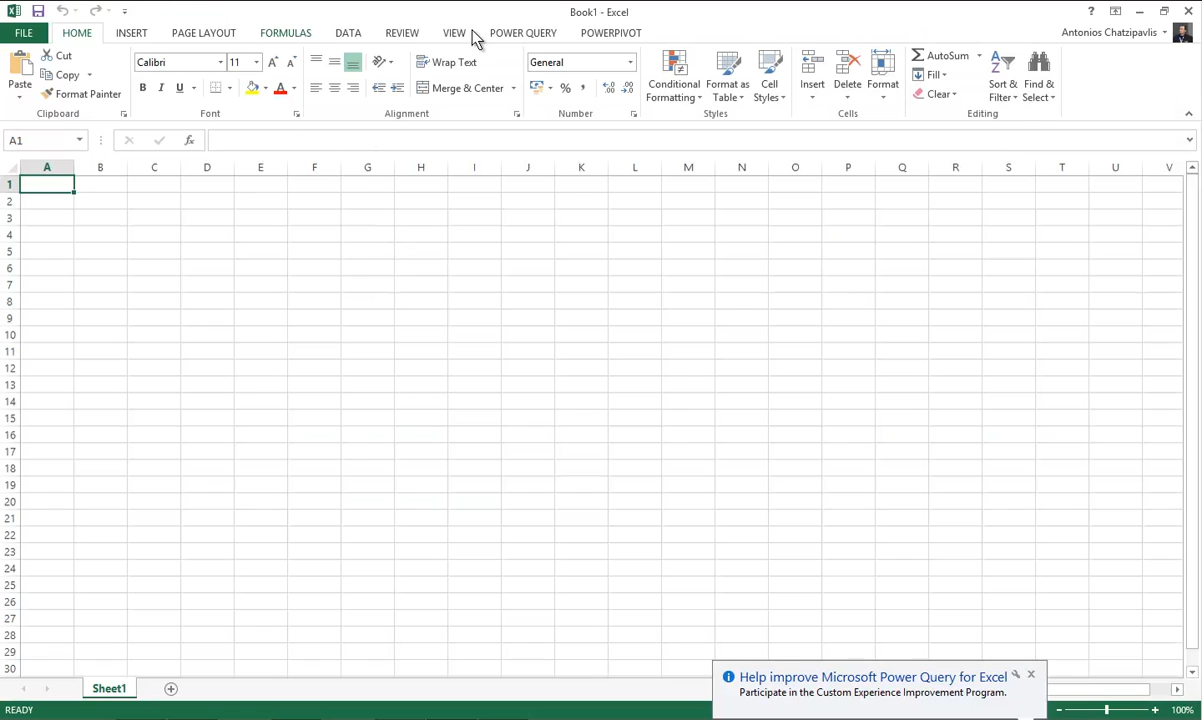 Book1 - Excel
FILE HOME INSERT PAGE LAYOUT FORMULAS DATA REVIEW VIEW POWER QUERY POWERPIVOT Antonios Chatzipavlis
Paste Cut Copy Format Painter
Clipboard
Calibri 11
B I U
Font
Wrap Text
Merge & Center
Alignment
General
Number
Conditional Formatting
Format as Table
Cell Styles
Styles
Insert Delete Format
Cells
AutoSum
Fill
Clear
Sort & Filter
Find & Select
Editing
A1 fx
A B C D E F G H I J K L M N O P Q R S T U V
1
2
3
4
5
6
7
8
9
10
11
12
13
14
15
16
17
18
19
20
21
22
23
24
25
26
27
28
29
30
Sheet1
Help improve Microsoft Power Query for Excel
Participate in the Custom Experience Improvement Program.
READY 100%